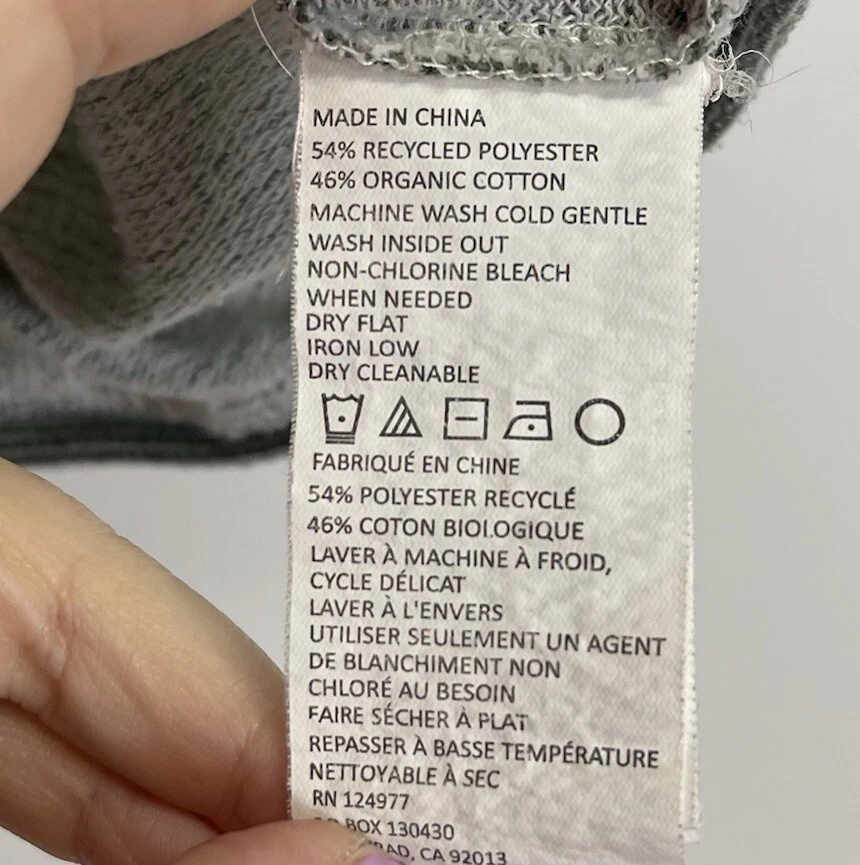 MADE IN CHINA
54% RECYCLED POLYESTER
46% ORGANIC COTTON
MACHINE WASH COLD GENTLE
WASH INSIDE OUT
NON-CHLORINE BLEACH
WHEN NEEDED
DRY FLAT
IRON LOW
DRY CLEANABLE
FABRIQUÉ EN CHINE
54% POLYESTER RECYCLÉ
46% COTON BIOLOGIQUE
LAVER À MACHINE À FROID,
CYCLE DÉLICAT
LAVER À L'ENVERS
UTILISER SEULEMENT UN AGENT
DE BLANCHIMENT NON
CHLORÉ AU BESOIN
FAIRE SÉCHER À PLAT
REPASSER À BASSE TEMPÉRATURE
NETTOYABLE À SEC
RN 124977
BOX 130430
CA 92013